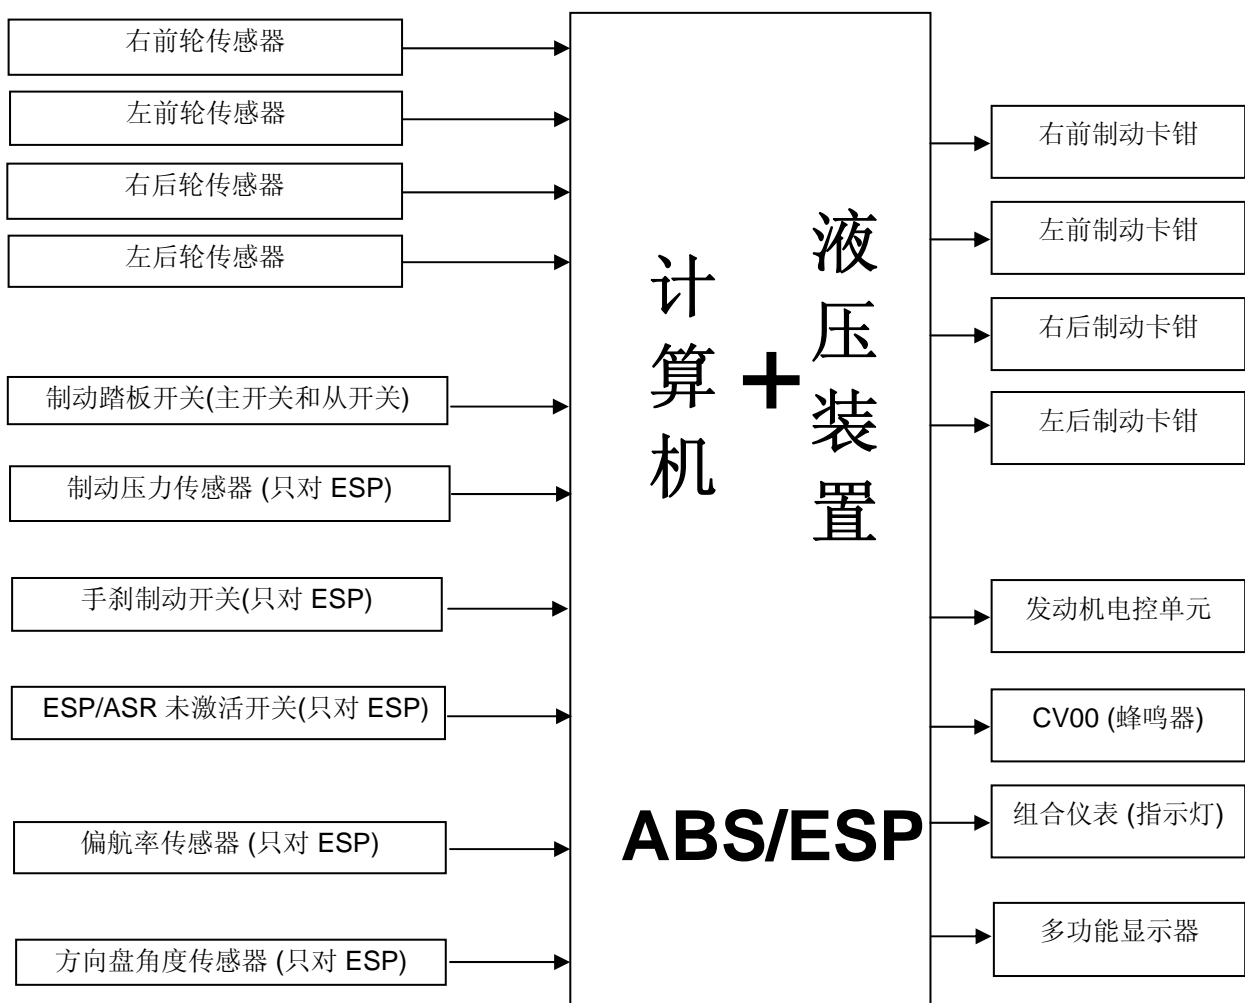 右前轮传感器
左前轮传感器
右后轮传感器
左后轮传感器
制动踏板开关(主开关和从开关)
制动压力传感器 (只对 ESP)
手刹制动开关(只对 ESP)
ESP/ASR 未激活开关(只对 ESP)
偏航率传感器 (只对 ESP)
方向盘角度传感器 (只对 ESP)
计算机
+
液压装置
ABS/ESP
右前制动卡钳
左前制动卡钳
右后制动卡钳
左后制动卡钳
发动机电控单元
CV00 (蜂鸣器)
组合仪表 (指示灯)
多功能显示器